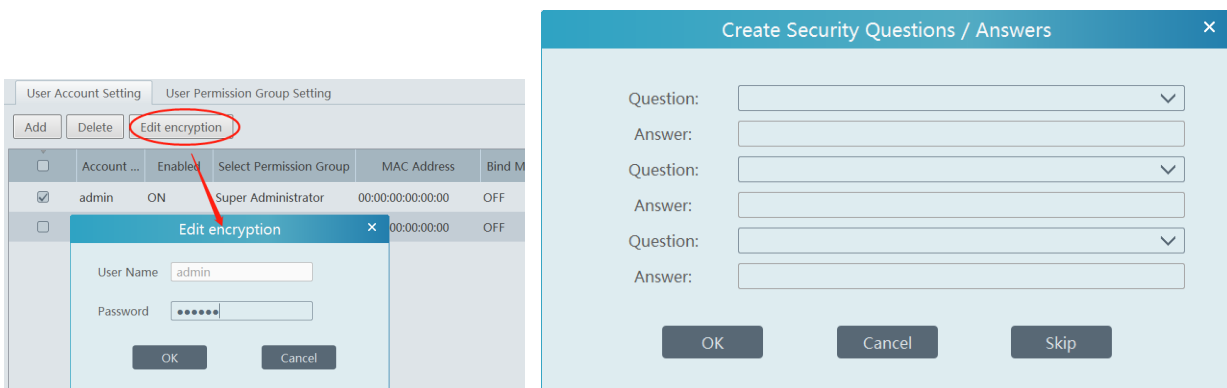 User Account Setting User Permission Group Setting
Add Delete Edit encryption
Account ... Enabled Select Permission Group MAC Address Bind M
admin ON Super Administrator 00:00:00:00:00:00 OFF
00:00:00:00 OFF
Edit encryption ×
User Name admin
Password ••••••
OK Cancel
Create Security Questions / Answers ×
Question:
Answer:
Question:
Answer:
Question:
Answer:
OK Cancel Skip